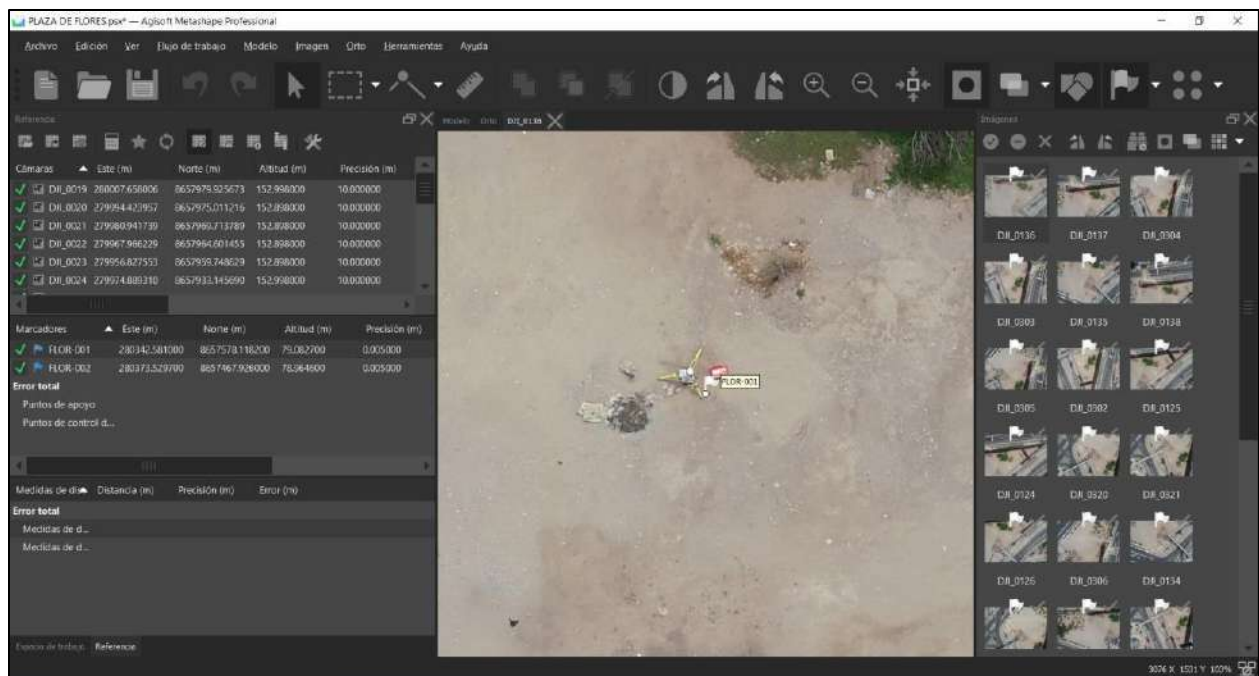 PLAZA DE FLORES.psx* — Agisoft Metashape Professional
Archivo Edición Ver Flujo de trabajo Modelo Imagen Orto Herramientas Ayuda
Referencia
Modelo Orto DJI_0136
Imágenes
Cámaras Este (m) Norte (m) Altitud (m) Precisión (m)
DJI_0019 280007.658006 8657979.925673 152.998000 10.000000
DJI_0020 279994.423957 8657975.011216 152.898000 10.000000
DJI_0021 279980.941739 8657969.713789 152.898000 10.000000
DJI_0022 279967.966229 8657964.601455 152.898000 10.000000
DJI_0023 279956.827553 8657959.748629 152.898000 10.000000
DJI_0024 279974.889310 8657933.145690 152.998000 10.000000
Marcadores Este (m) Norte (m) Altitud (m) Precisión (m)
FLOR-001 280342.581000 8657578.118200 79.082700 0.005000
FLOR-002 280373.529700 8657467.926000 78.964600 0.005000
Error total
Puntos de apoyo
Puntos de control d...
Medidas de dis Distancia (m) Precisión (m) Error (m)
Error total
Medidas de d...
Medidas de d...
Espacio de trabajo Referencia
FLOR-001
DJI_0136 DJI_0137 DJI_0304
DJI_0303 DJI_0135 DJI_0138
DJI_0305 DJI_0302 DJI_0125
DJI_0124 DJI_0320 DJI_0321
DJI_0126 DJI_0306 DJI_0134
3076 X 1531 Y 100%